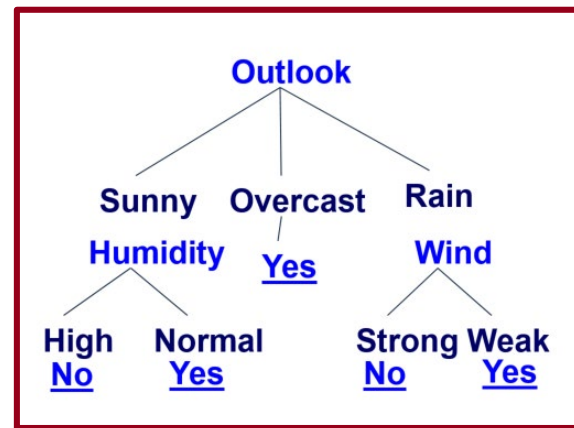 Outlook
Sunny Overcast Rain
Humidity Yes Wind
High Normal Strong Weak
No Yes No Yes